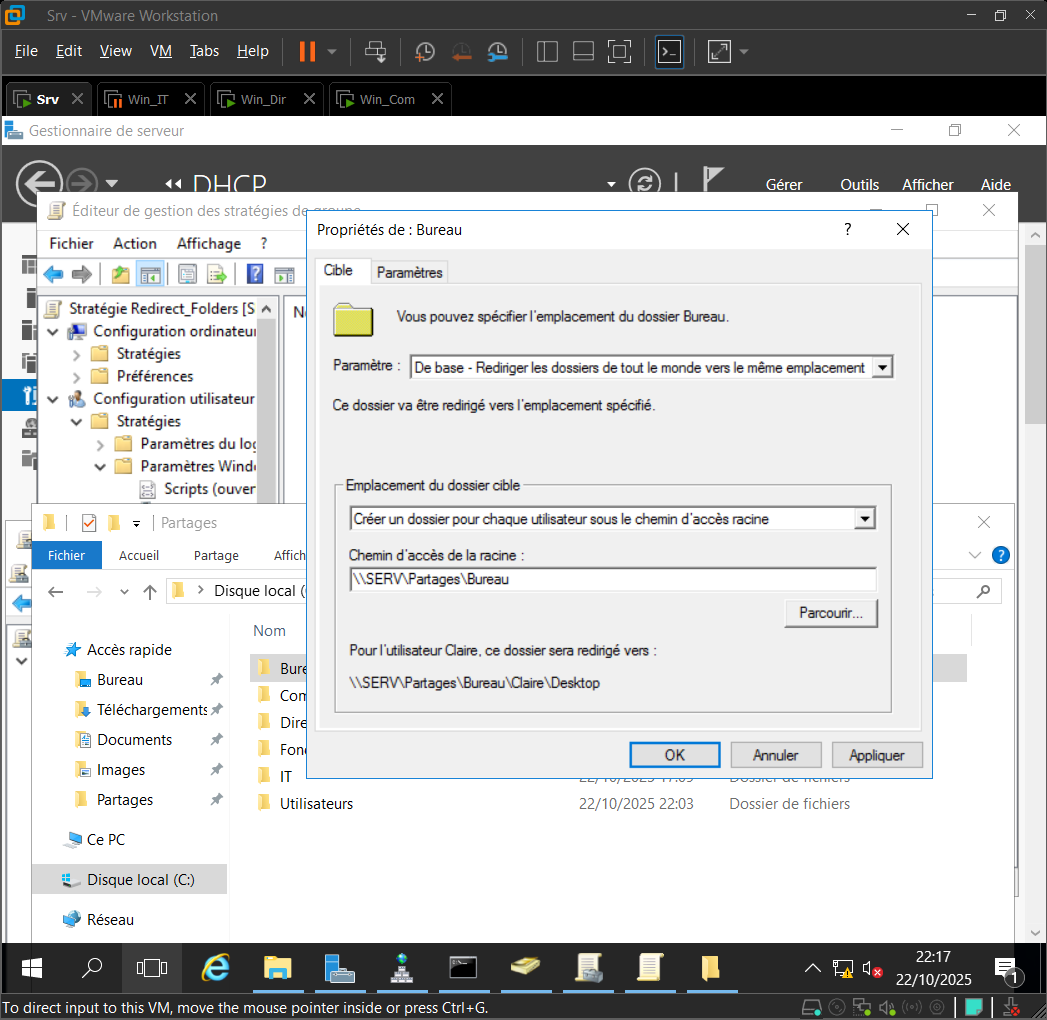 Srv - VMware Workstation
File Edit View VM Tabs Help
Srv Win_IT Win_Dir Win_Com
Gestionnaire de serveur
DHCP Gérer Outils Afficher Aide
Éditeur de gestion des stratégies de groupe
Fichier Action Affichage ?
Stratégie Redirect_Folders [S
Configuration ordinateur
Stratégies
Préférences
Configuration utilisateur
Stratégies
Paramètres du log
Paramètres Wind
Scripts (ouver
Propriétés de : Bureau
?
Cible Paramètres
Vous pouvez spécifier l'emplacement du dossier Bureau.
Paramètre : De base - Rediriger les dossiers de tout le monde vers le même emplacement
Ce dossier va être redirigé vers l'emplacement spécifié.
Emplacement du dossier cible
Créer un dossier pour chaque utilisateur sous le chemin d'accès racine
Chemin d'accès de la racine :
\\SERV\Partages\Bureau
Parcourir...
Pour l'utilisateur Claire, ce dossier sera redirigé vers :
\\SERV\Partages\Bureau\Claire\Desktop
OK Annuler Appliquer
Partages
Fichier Accueil Partage Affich
Disque local (
Nom
Accès rapide
Bureau
Téléchargements
Documents
Images
Partages
Ce PC
Disque local (C:)
Réseau
Bure
Com
Dire
Fon
IT 22/10/2025 Dossier de fichiers
Utilisateurs 22/10/2025 22:03 Dossier de fichiers
22:17
22/10/2025
1
To direct input to this VM, move the mouse pointer inside or press Ctrl+G.